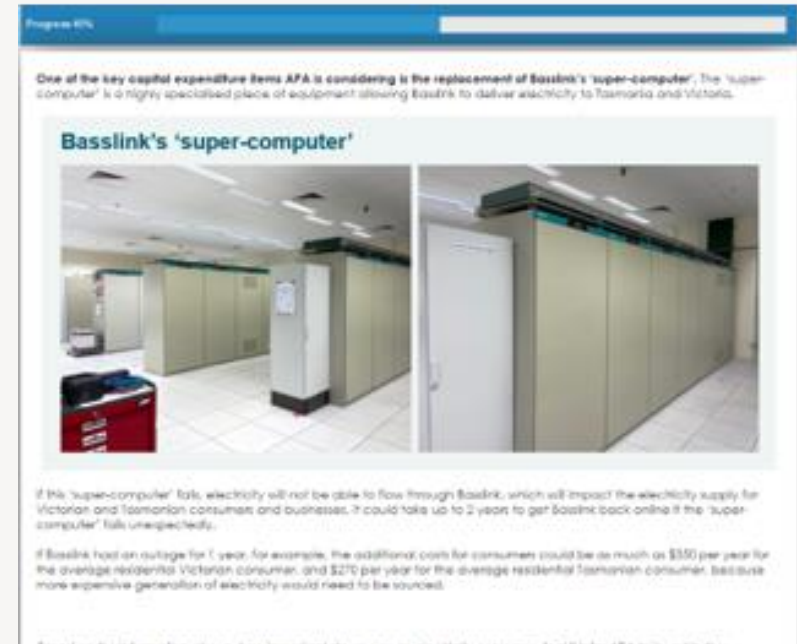 Progress 40%
One of the key capital expenditure items APA is considering is the replacement of Basslink's 'super-computer'. The 'super-
computer' is a highly specialised piece of equipment allowing Basslink to deliver electricity to Tasmania and Victoria.
Basslink's 'super-computer'
If this 'super-computer' fails, electricity will not be able to flow through Basslink, which will impact the electricity supply for
Victorian and Tasmanian consumers and businesses. It could take up to 2 years to get Basslink back online if the 'super-
computer' fails unexpectedly.
If Basslink had an outage for 1 year, for example, the additional costs for consumers could be as much as per year for
the average residential Victorian consumer, and $270 per year for the average residential Tasmanian consumer, because
more expensive generation of electricity would need to be sourced.